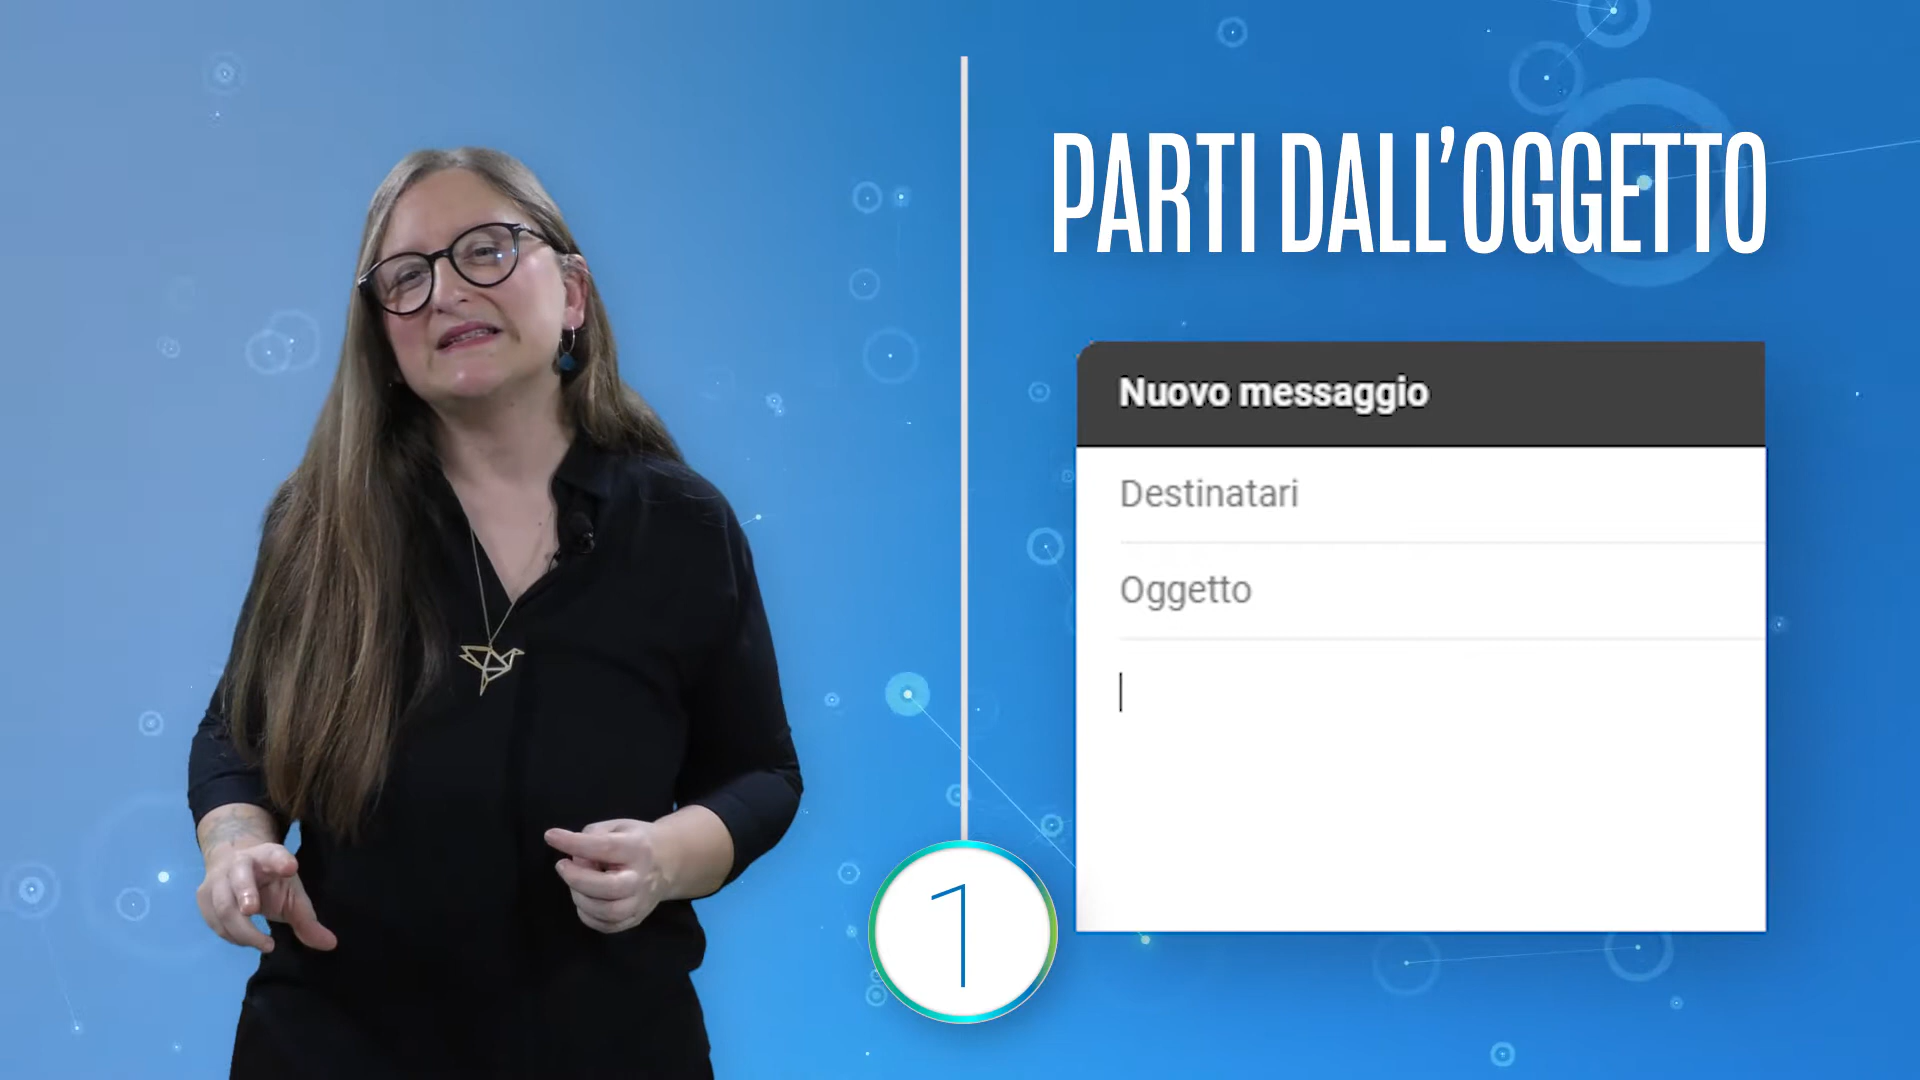 PARTI DALL’OGGETTO
Nuovo messaggio
Destinatari
Oggetto
1